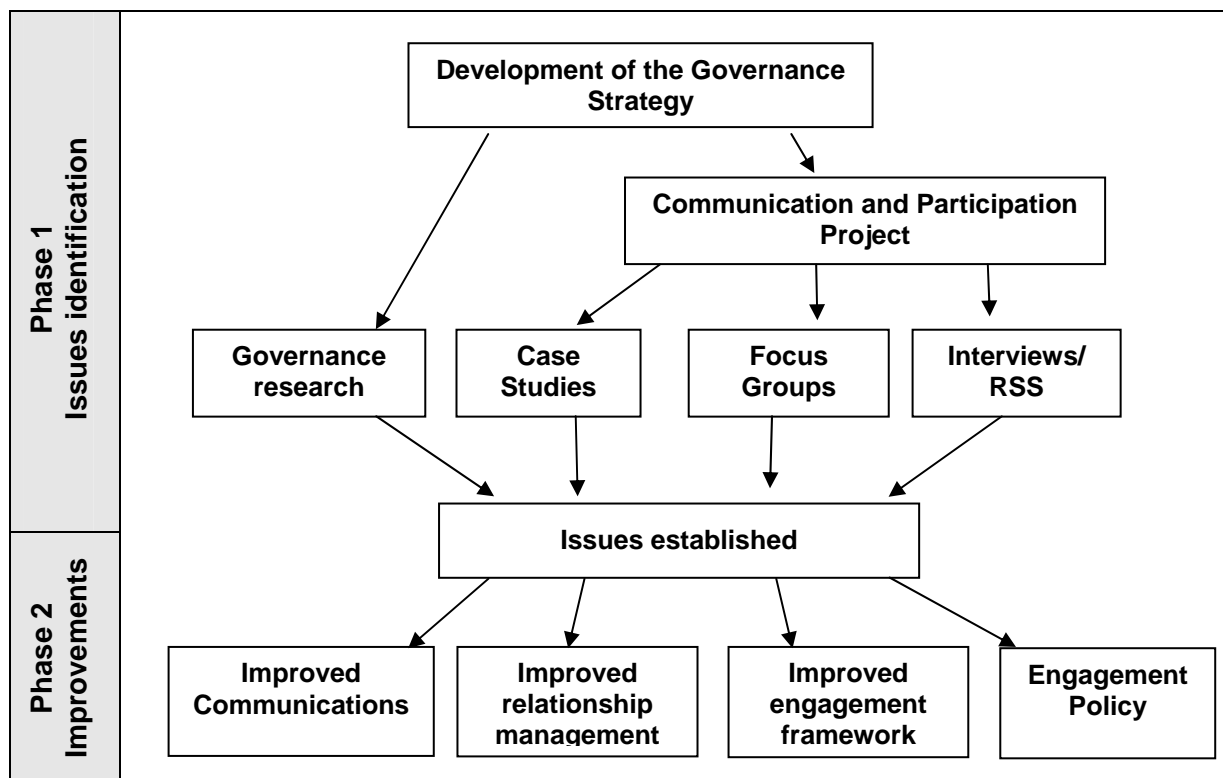 Phase 1
Issues identification
Development of the Governance
Strategy
Communication and Participation
Project
Governance
research
Case
Studies
Focus
Groups
Interviews/
RSS
Issues established
Phase 2
Improvements
Improved
Communications
Improved
relationship
management
Improved
engagement
framework
Engagement
Policy